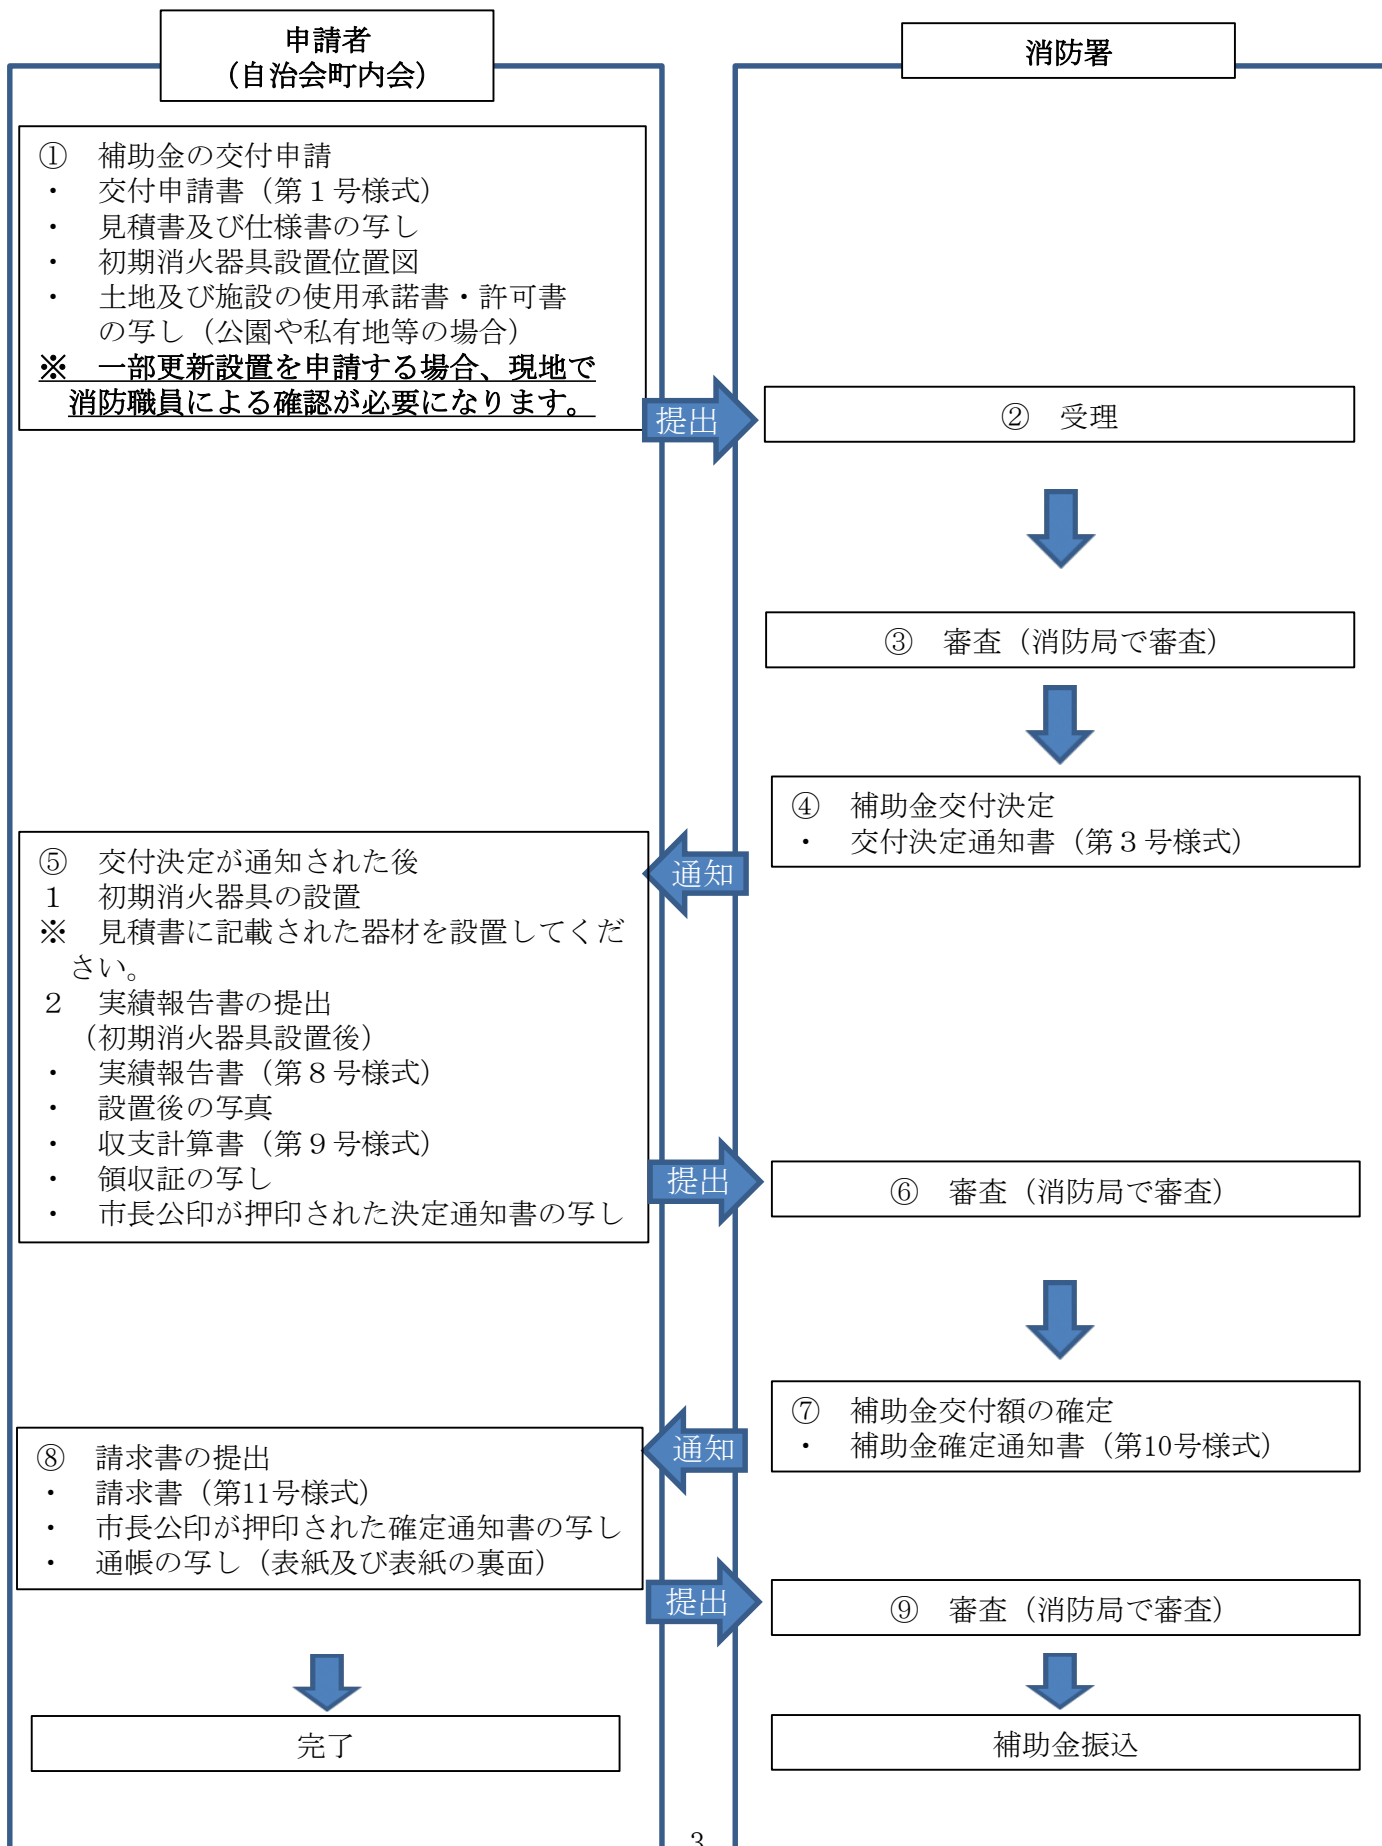 申請者
（自治会町内会）
消防署
①　補助金の交付申請
・　交付申請書（第１号様式）
・　見積書及び仕様書の写し
・　初期消火器具設置位置図
・　土地及び施設の使用承諾書・許可書
の写し（公園や私有地等の場合）
※　一部更新設置を申請する場合、現地で
消防職員による確認が必要になります。
提出
②　受理
③　審査（消防局で審査）
④　補助金交付決定
・　交付決定通知書（第３号様式）
通知
⑤　交付決定が通知された後
１　初期消火器具の設置
※　見積書に記載された器材を設置してくだ
さい。
２　実績報告書の提出
（初期消火器具設置後）
・　実績報告書（第８号様式）
・　設置後の写真
・　収支計算書（第９号様式）
・　領収証の写し
・　市長公印が押印された決定通知書の写し
提出
⑥　審査（消防局で審査）
⑦　補助金交付額の確定
・　補助金確定通知書（第10号様式）
通知
⑧　請求書の提出
・　請求書（第11号様式）
・　市長公印が押印された確定通知書の写し
・　通帳の写し（表紙及び表紙の裏面）
提出
⑨　審査（消防局で審査）
完了
補助金振込
3